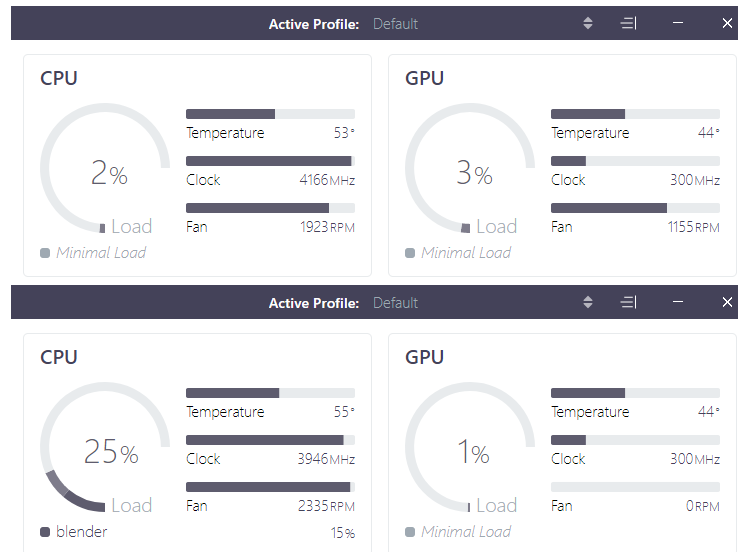 Active Profile: Default
CPU
2%
Load
Minimal Load
Temperature 53°
Clock 4166MHz
Fan 1923RPM
GPU
3%
Load
Minimal Load
Temperature 44°
Clock 300MHz
Fan 1155RPM
Active Profile: Default
CPU
25%
Load
blender 15%
Temperature 55°
Clock 3946MHz
Fan 2335RPM
GPU
1%
Load
Minimal Load
Temperature 44°
Clock 300MHz
Fan 0RPM